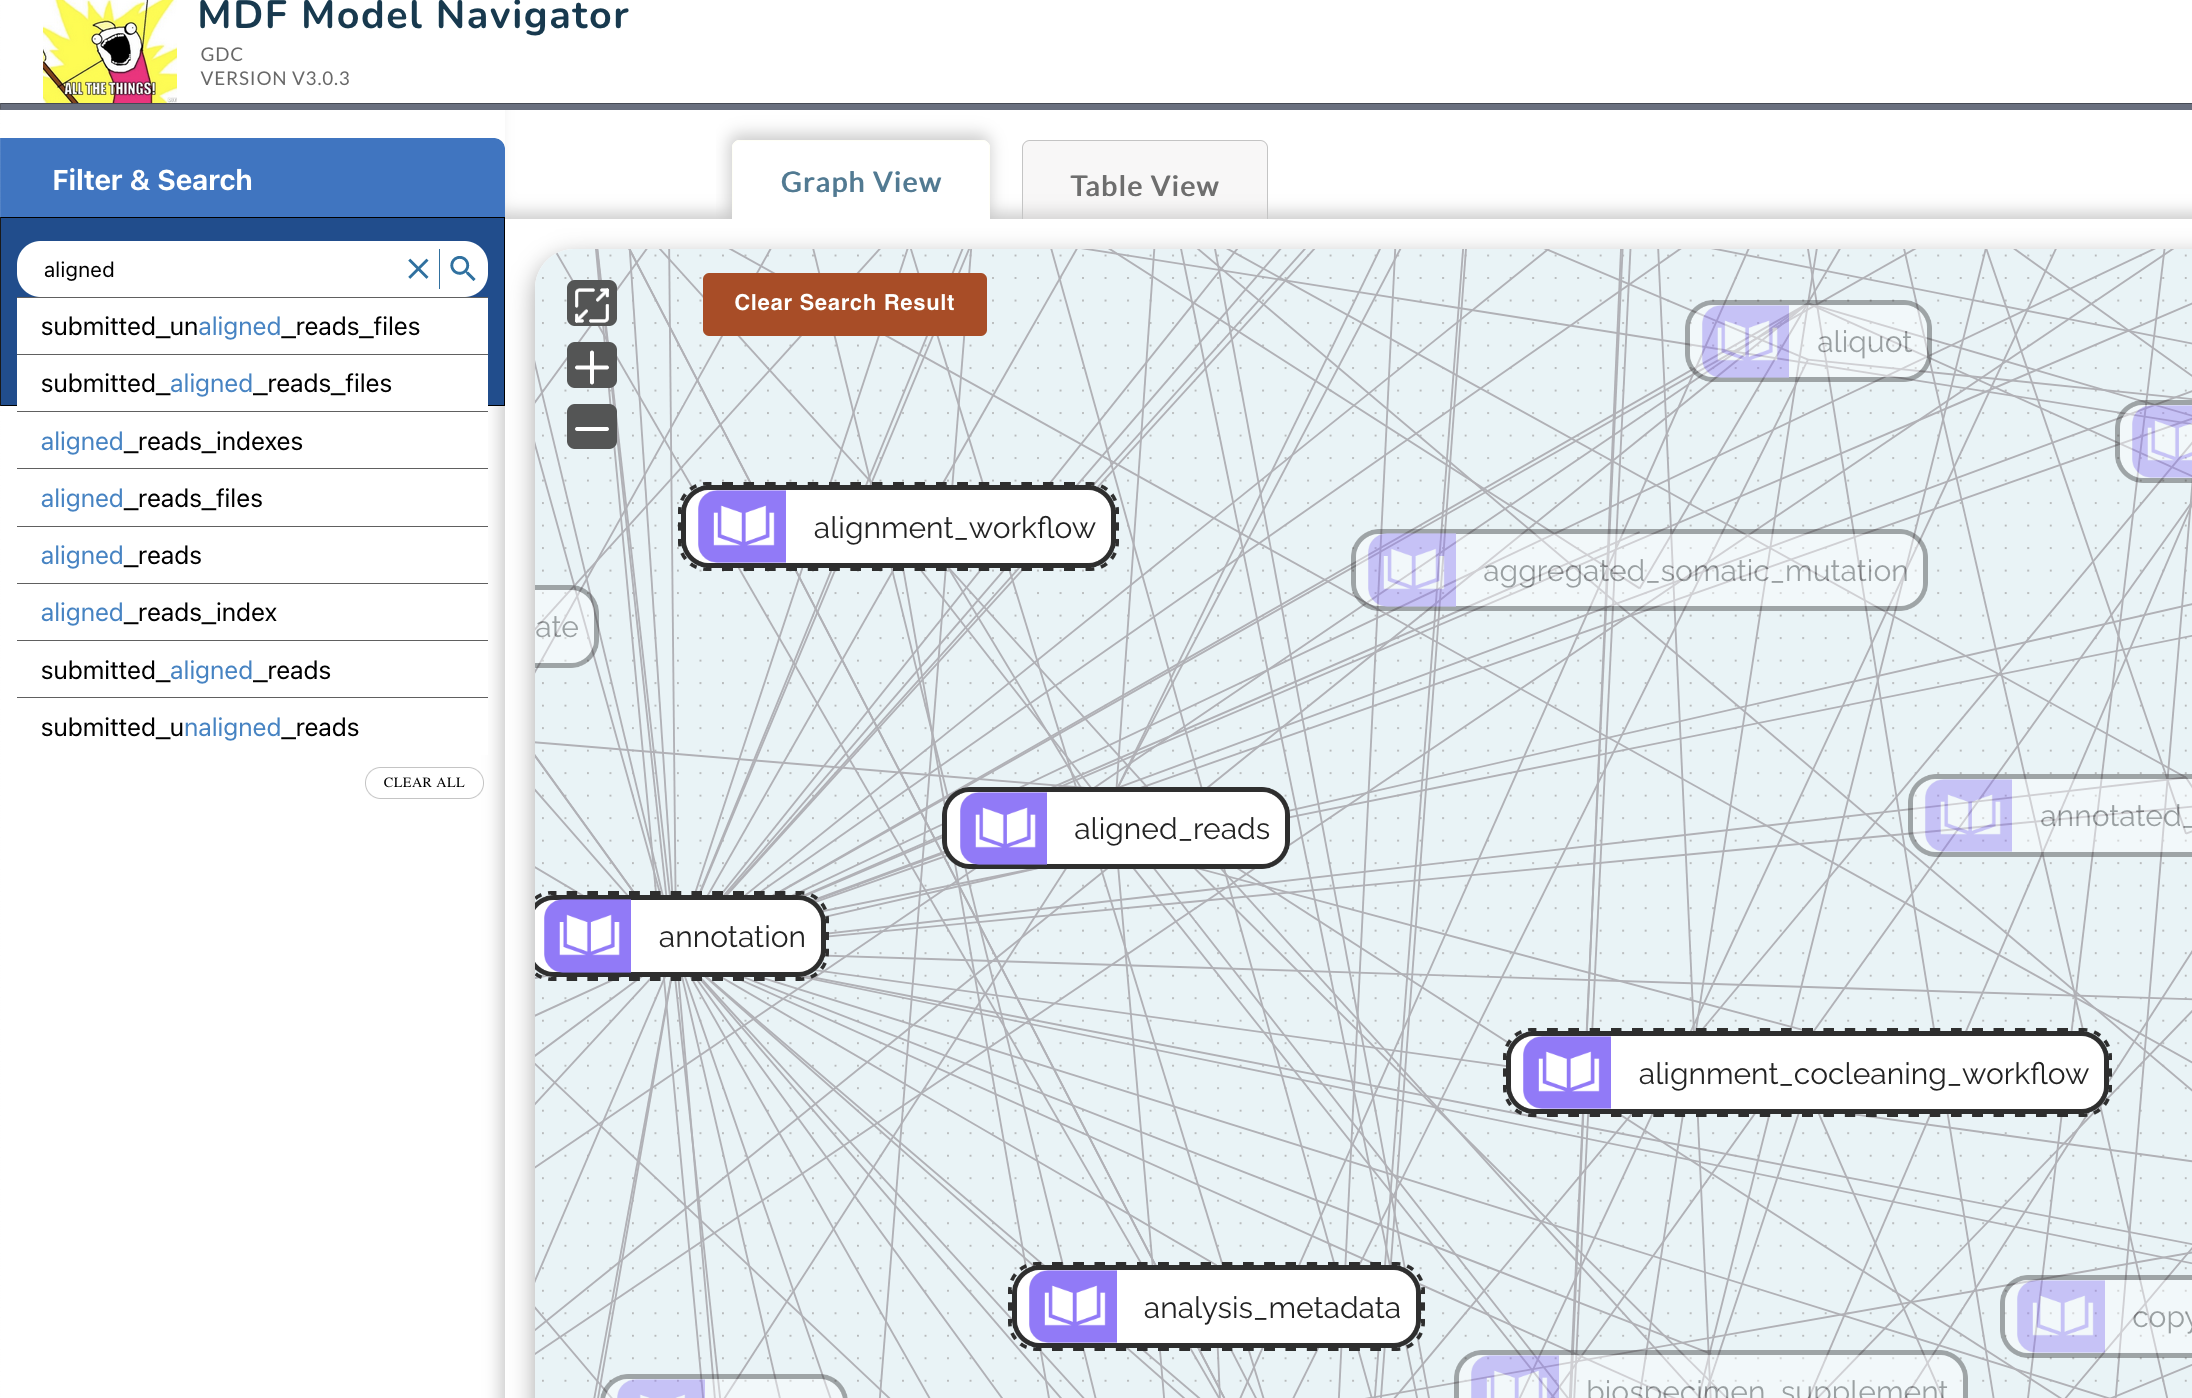 MDF Model Navigator
GDC
VERSION V3.0.3
ALL THE THINGS!
Filter & Search
aligned
submitted_unaligned_reads_files
submitted_aligned_reads_files
aligned_reads_indexes
aligned_reads_files
aligned_reads
aligned_reads_index
submitted_aligned_reads
submitted_unaligned_reads
CLEAR ALL
Graph View
Table View
Clear Search Result
aliquot
alignment_workflow
aggregated_somatic_mutation
ate
aligned_reads
annotated_
annotation
alignment_cocleaning_workflow
analysis_metadata
copy
biospecimen_supplement